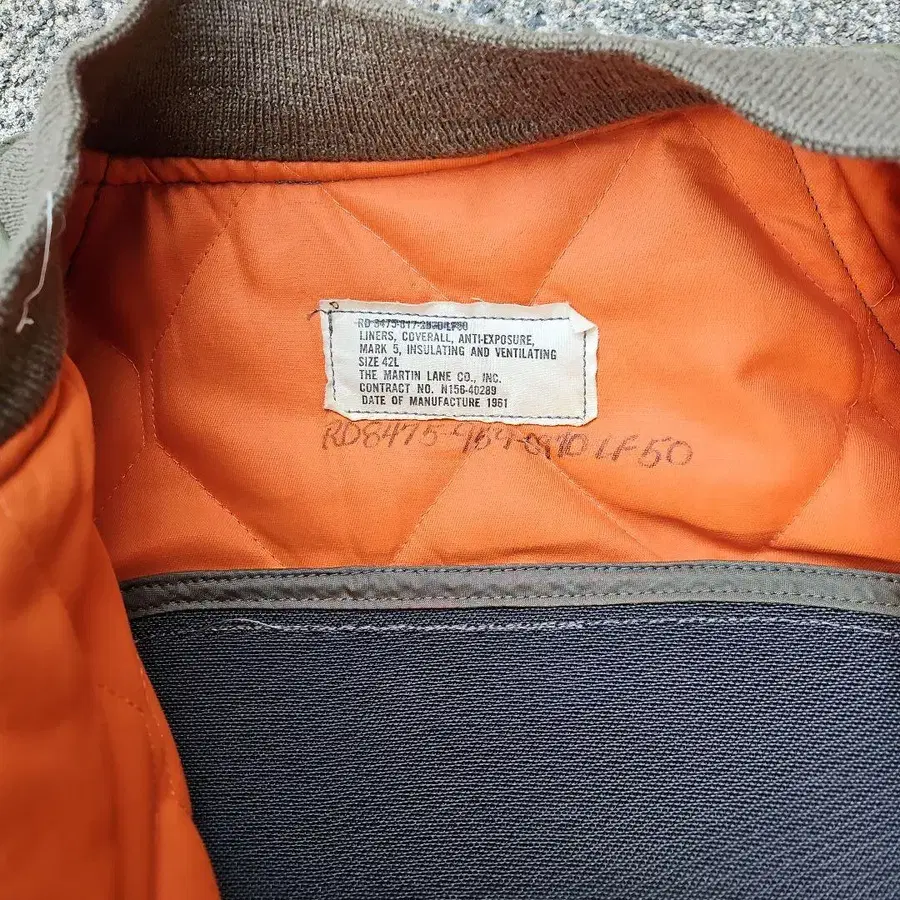 LINERS, COVERALL, ANTI-EXPOSURE,
MARK 5, INSULATING AND VENTILATING
SIZE 42L
THE MARTIN LANE CO., INC.
CONTRACT NO. N156-40289
DATE OF MANUFACTURE 1961